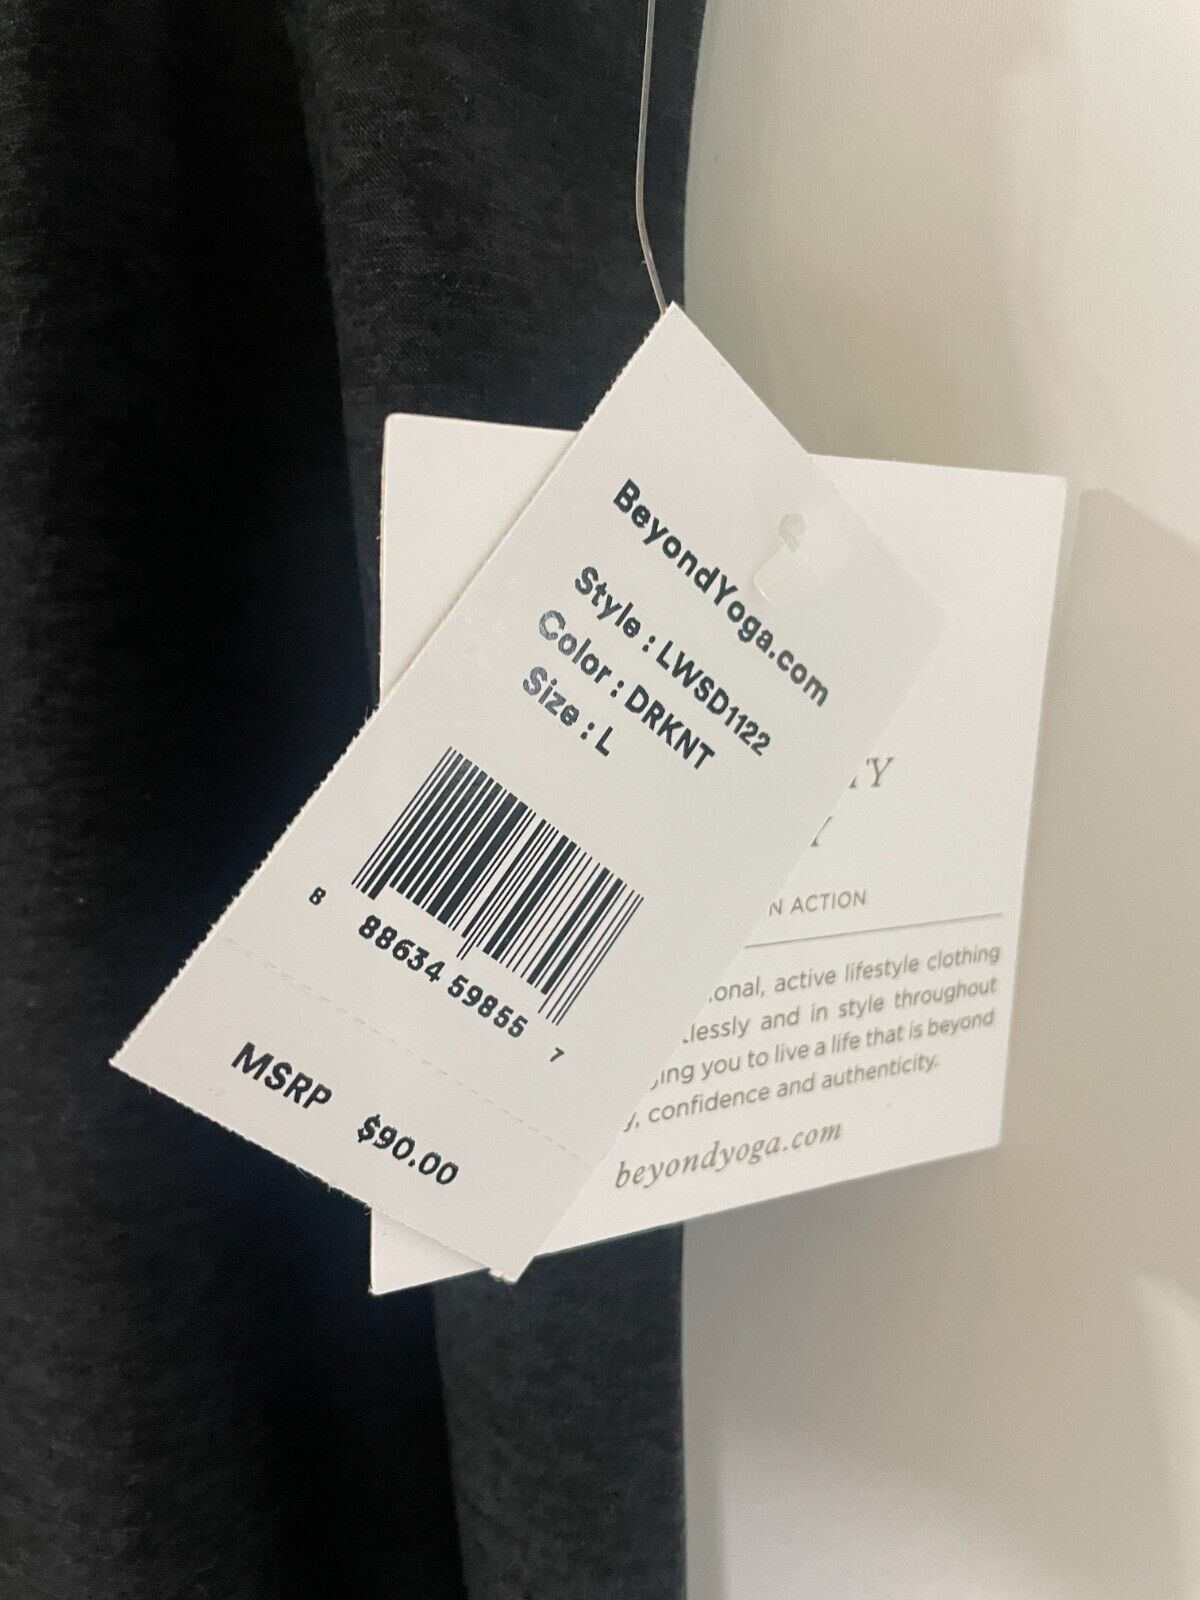 BeyondYoga.com
Style : LWSD1122
Color : DRKNT
Size : L
8 88634 59855 7
MSRP $90.00
N ACTION
onal, active lifestyle clothing
lessly and in style throughout
ing you to live a life that is beyond
, confidence and authenticity.
beyondyoga.com